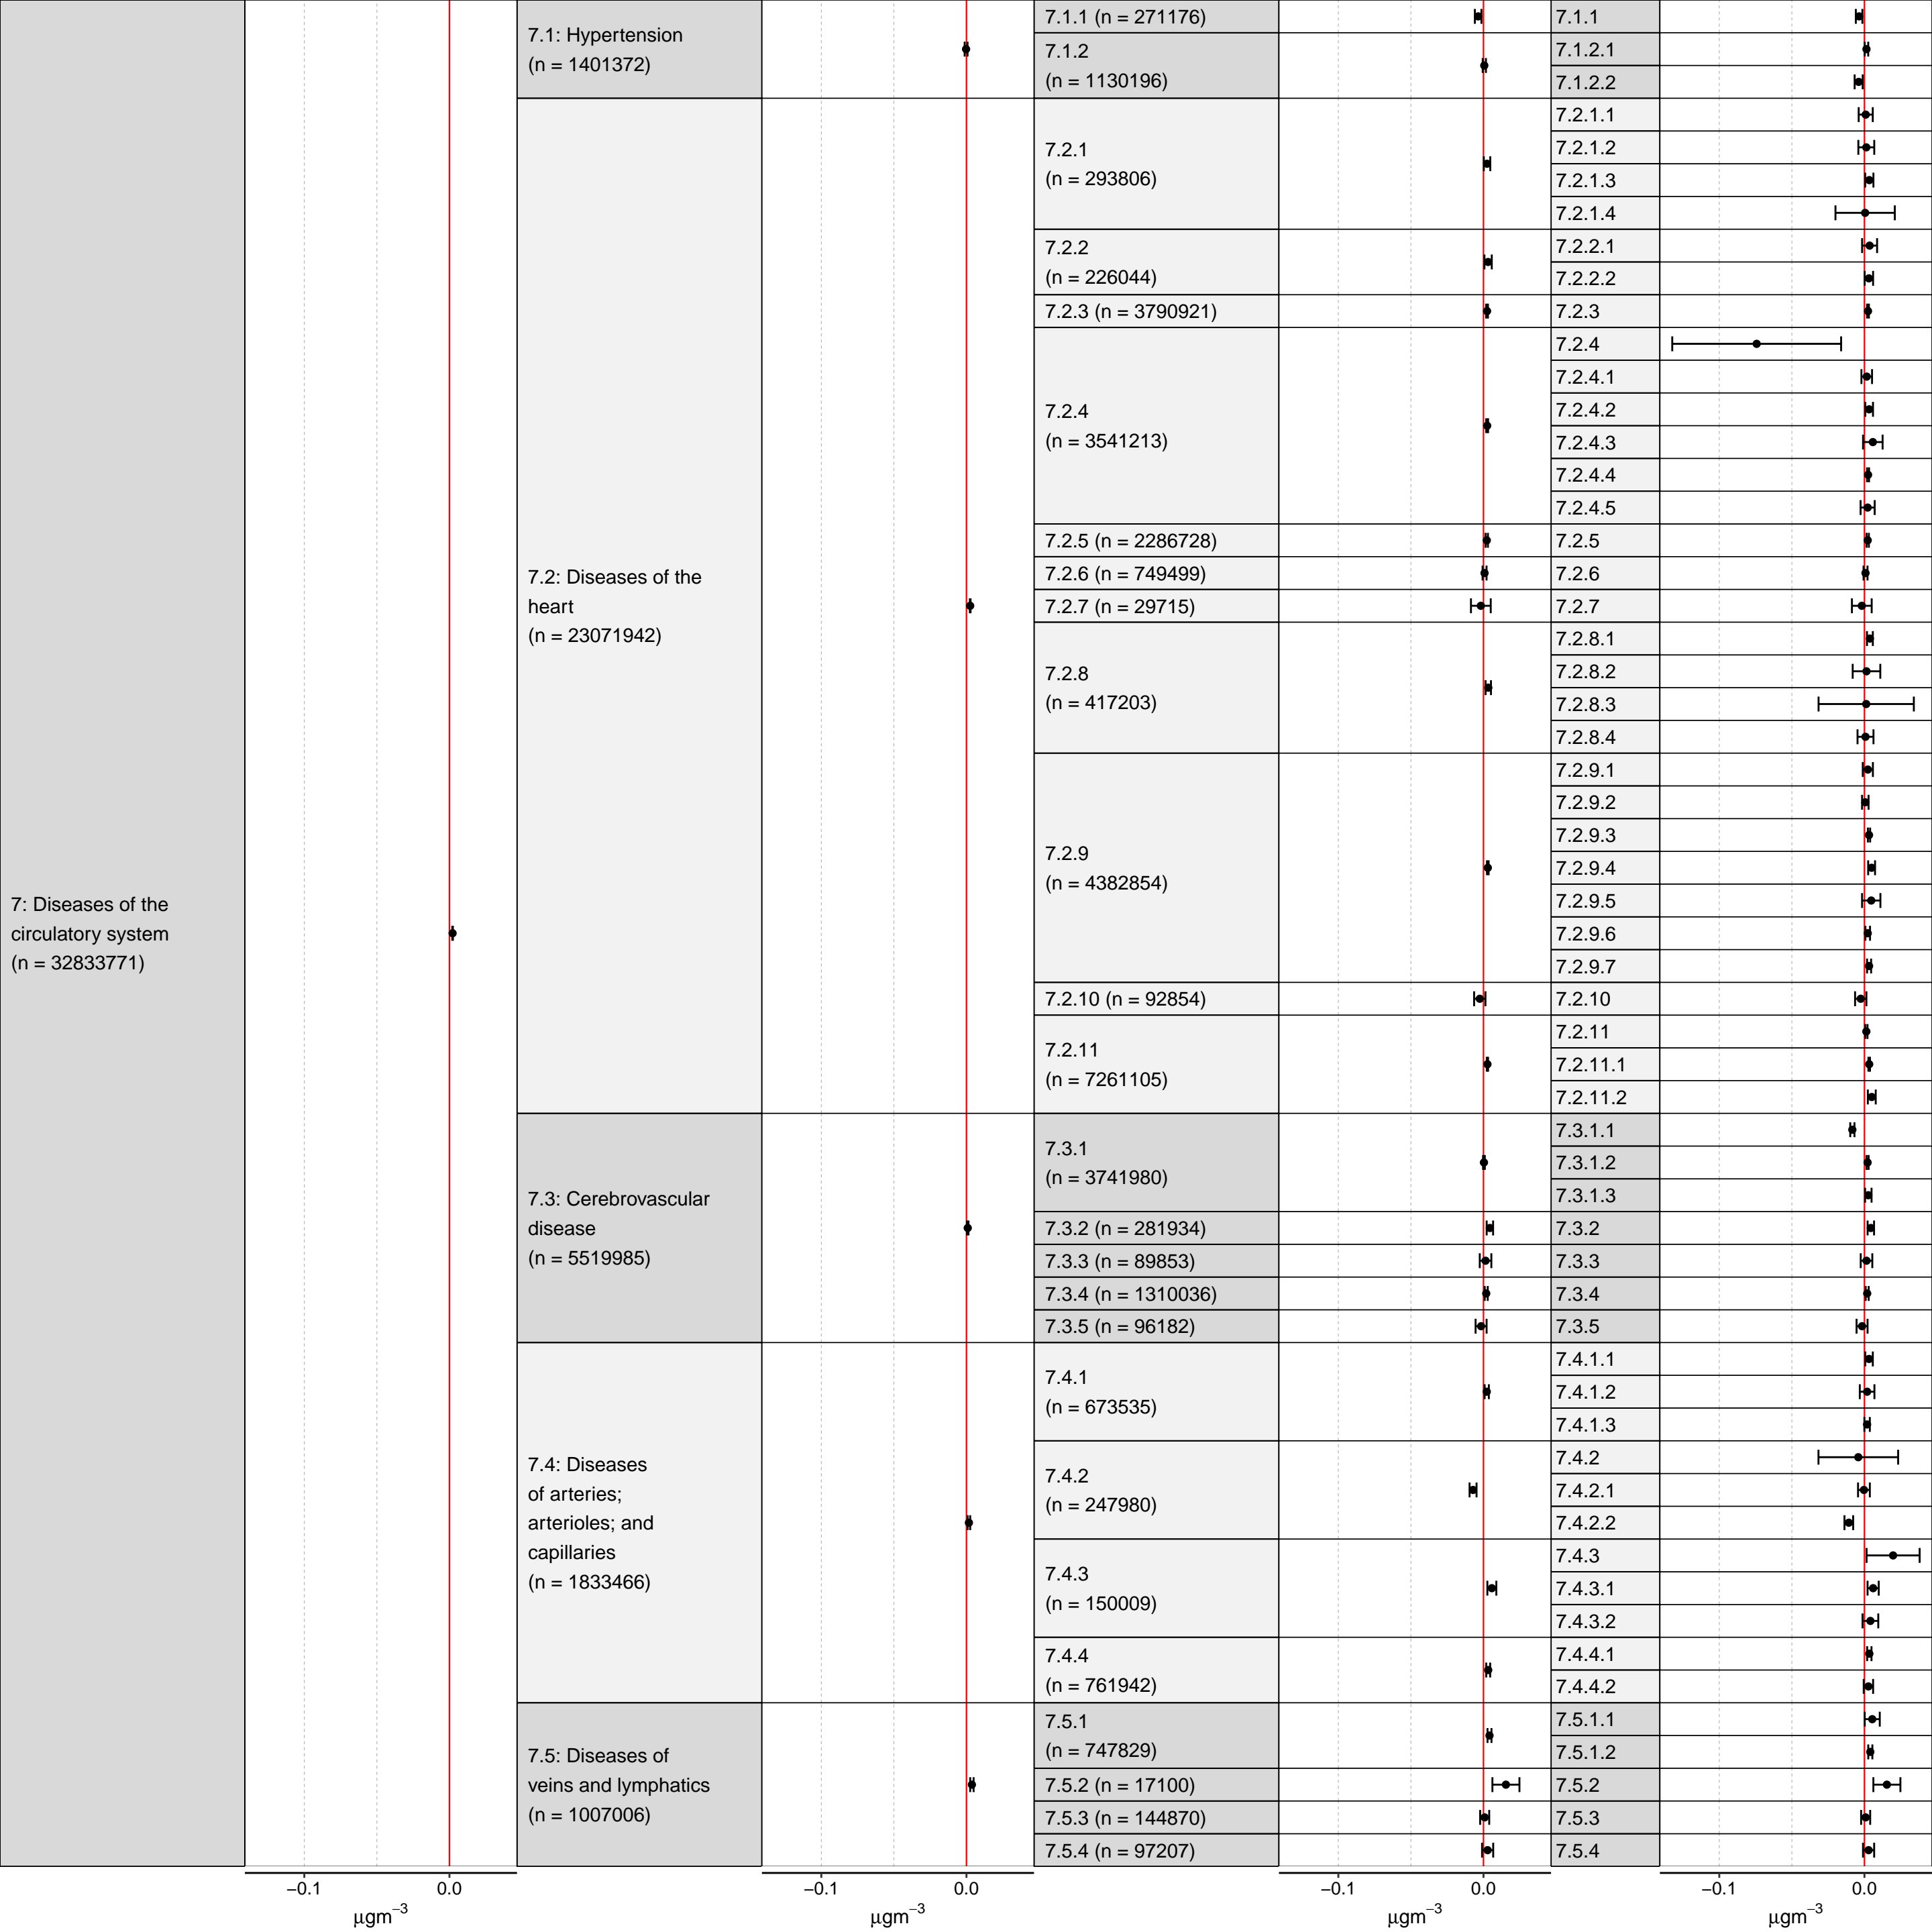 7: Diseases of the
circulatory system
(n = 32833771)
7.1: Hypertension
(n = 1401372)
7.2: Diseases of the
heart
(n = 23071942)
7.3: Cerebrovascular
disease
(n = 5519985)
7.4: Diseases
of arteries;
arterioles; and
capillaries
(n = 1833466)
7.5: Diseases of
veins and lymphatics
(n = 1007006)
7.1.1 (n = 271176)
7.1.2
(n = 1130196)
7.2.1
(n = 293806)
7.2.2
(n = 226044)
7.2.3 (n = 3790921)
7.2.4
(n = 3541213)
7.2.5 (n = 2286728)
7.2.6 (n = 749499)
7.2.7 (n = 29715)
7.2.8
(n = 417203)
7.2.9
(n = 4382854)
7.2.10 (n = 92854)
7.2.11
(n = 7261105)
7.3.1
(n = 3741980)
7.3.2 (n = 281934)
7.3.3 (n = 89853)
7.3.4 (n = 1310036)
7.3.5 (n = 96182)
7.4.1
(n = 673535)
7.4.2
(n = 247980)
7.4.3
(n = 150009)
7.4.4
(n = 761942)
7.5.1
(n = 747829)
7.5.2 (n = 17100)
7.5.3 (n = 144870)
7.5.4 (n = 97207)
7.1.1
7.1.2.1
7.1.2.2
7.2.1.1
7.2.1.2
7.2.1.3
7.2.1.4
7.2.2.1
7.2.2.2
7.2.3
7.2.4
7.2.4.1
7.2.4.2
7.2.4.3
7.2.4.4
7.2.4.5
7.2.5
7.2.6
7.2.7
7.2.8.1
7.2.8.2
7.2.8.3
7.2.8.4
7.2.9.1
7.2.9.2
7.2.9.3
7.2.9.4
7.2.9.5
7.2.9.6
7.2.9.7
7.2.10
7.2.11
7.2.11.1
7.2.11.2
7.3.1.1
7.3.1.2
7.3.1.3
7.3.2
7.3.3
7.3.4
7.3.5
7.4.1.1
7.4.1.2
7.4.1.3
7.4.2
7.4.2.1
7.4.2.2
7.4.3
7.4.3.1
7.4.3.2
7.4.4.1
7.4.4.2
7.5.1.1
7.5.1.2
7.5.2
7.5.3
7.5.4
−0.1 0.0 −0.1 0.0 −0.1 0.0 −0.1 0.0
μgm⁻³ μgm⁻³ μgm⁻³ μgm⁻³